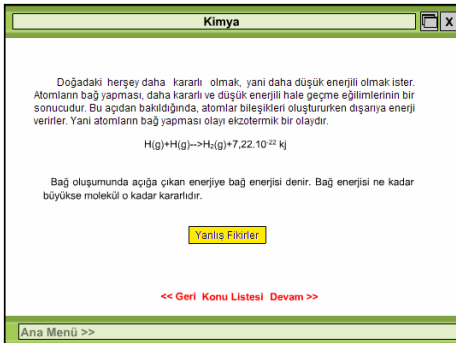 Kimya
X
Doğadaki herşey daha kararlı olmak, yani daha düşük enerjili olmak ister.
Atomların bağ yapması, daha kararlı ve düşük enerjili hale geçme eğilimlerinin bir
sonucudur. Bu açıdan bakıldığında, atomlar bileşikleri oluştururken dışarıya enerji
verirler. Yani atomların bağ yapması olayı ekzotermik bir olaydır.
H(g)+H(g)-->H₂(g)+7,22.10⁻²² kj
Bağ oluşumunda açığa çıkan enerjiye bağ enerjisi denir. Bağ enerjisi ne kadar
büyükse molekül o kadar kararlıdır.
Yanlış Fikirler
<< Geri Konu Listesi Devam >>
Ana Menü >>